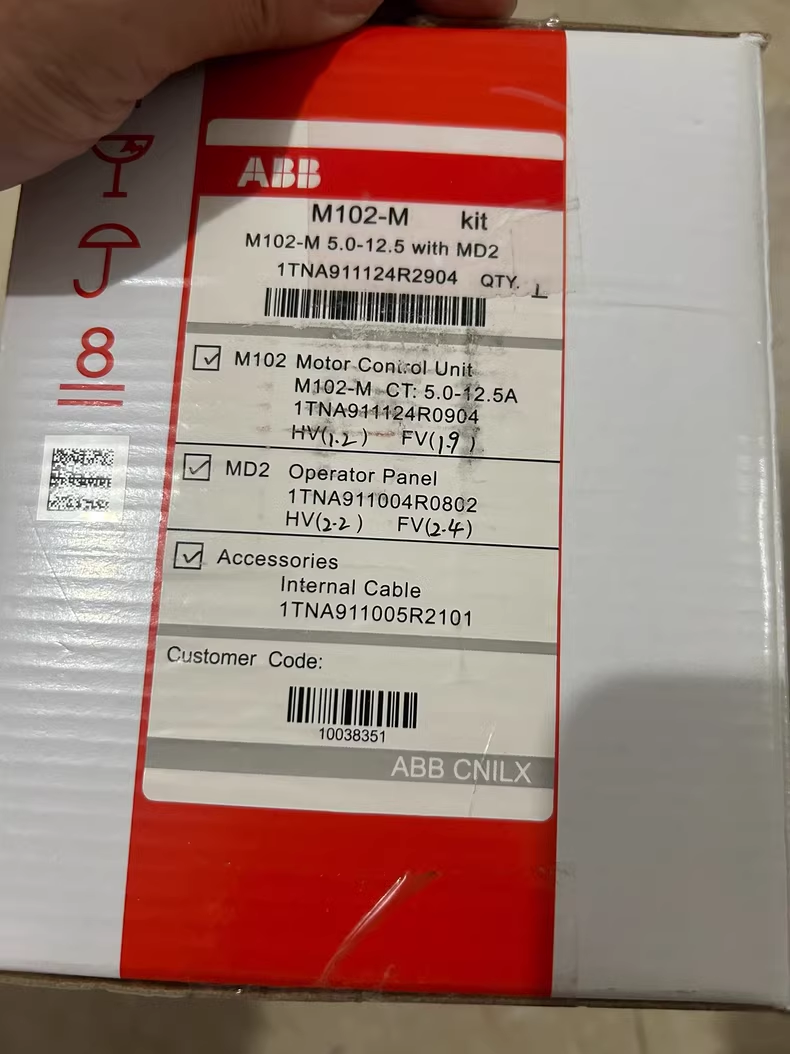 8
ABB
M102-M kit
M102-M 5.0-12.5 with MD2
1TNA911124R2904 QTY. 1
M102 Motor Control Unit
M102-M CT: 5.0-12.5A
1TNA911124R0904
HV(1.2) FV(1.9)
MD2 Operator Panel
1TNA911004R0802
HV(2.2) FV(2.4)
Accessories
Internal Cable
1TNA911005R2101
Customer Code:
10038351
ABB CNILX